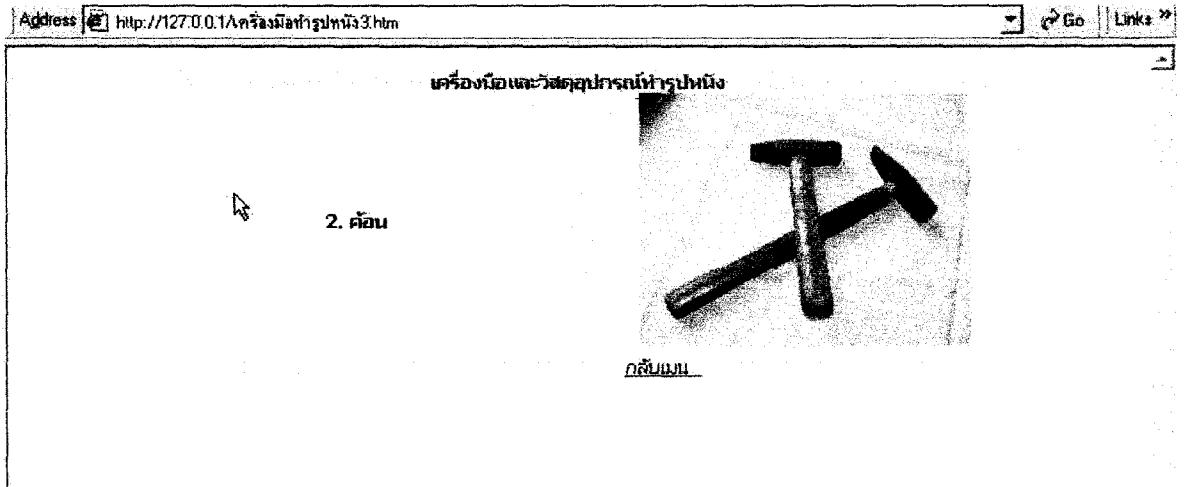 Address http://127.0.0.1/เครื่องมือทำรูปหนัง3.htm Go Links »
เครื่องมือและวัสดุอุปกรณ์ทำรูปหนัง
2. ค้อน
กลับเมน